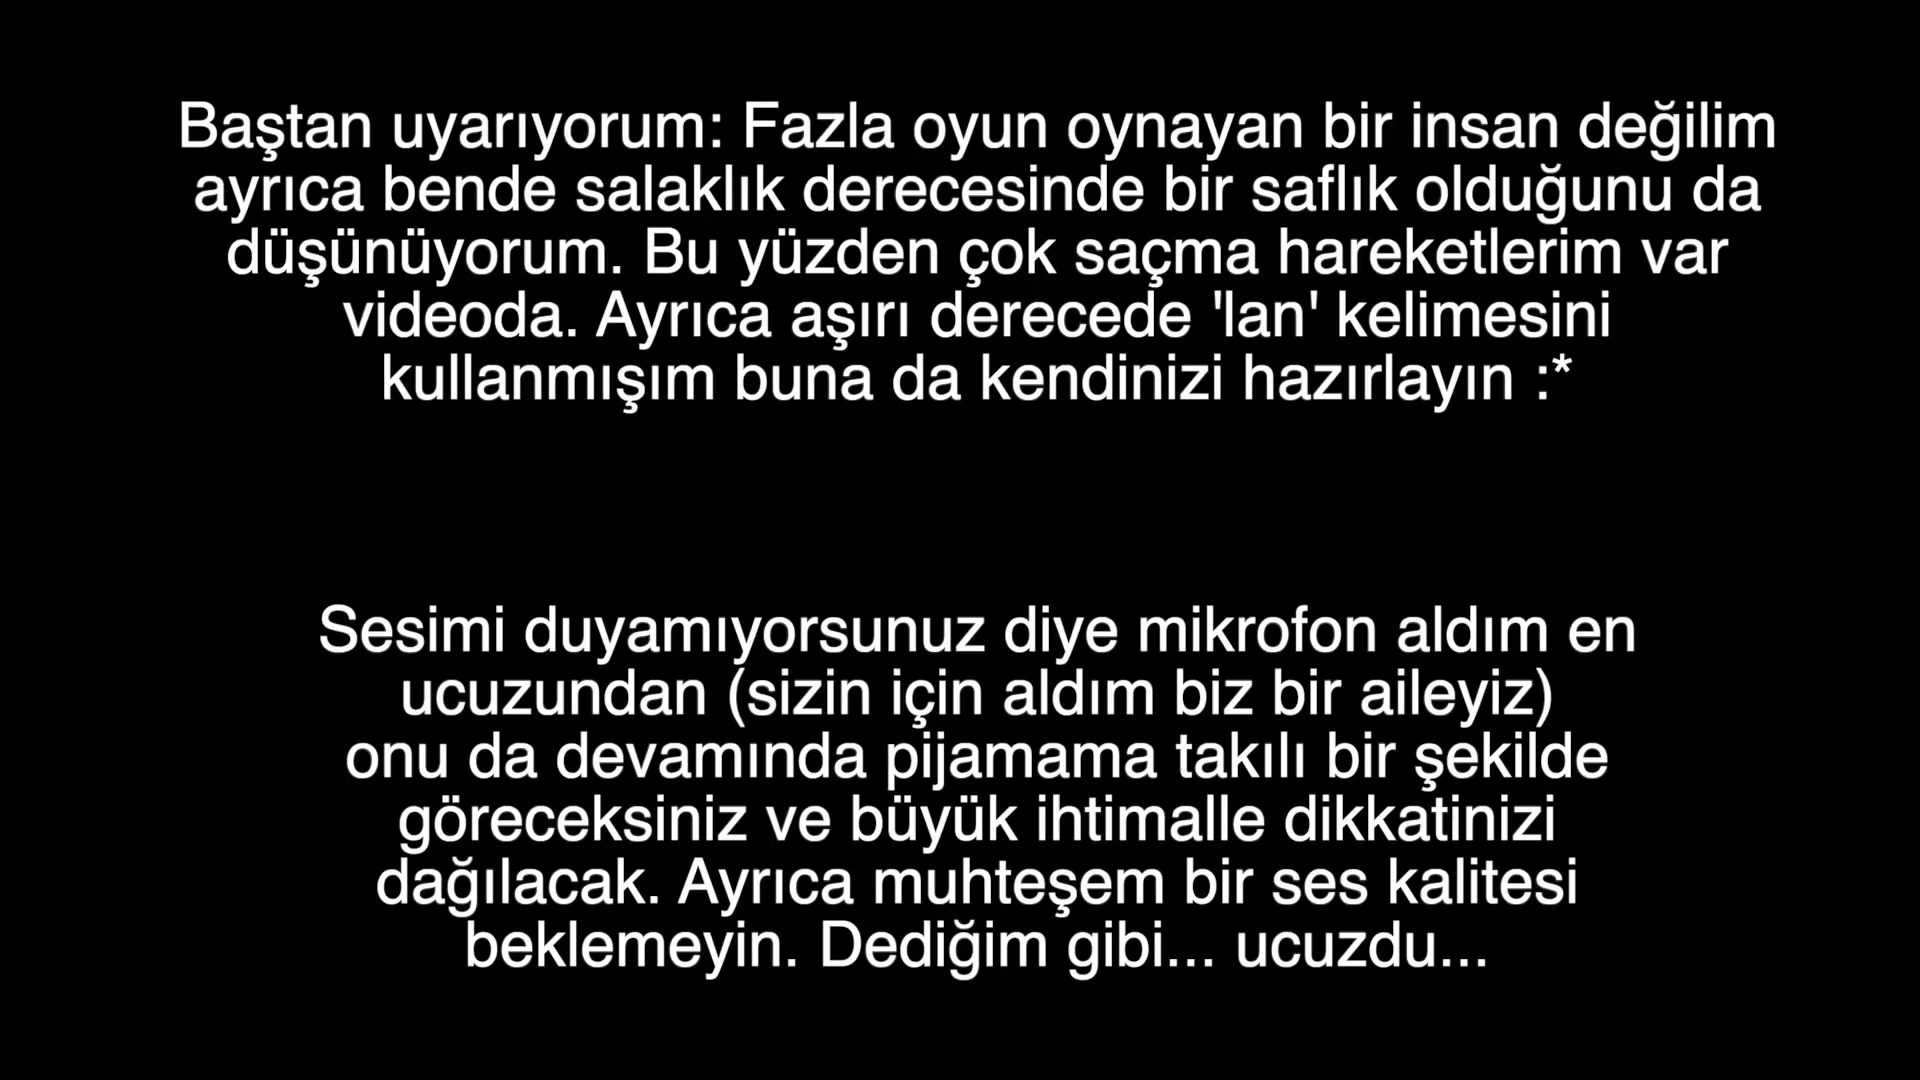 Baştan uyarıyorum: Fazla oyun oynayan bir insan değilim
ayrıca bende salaklık derecesinde bir saflık olduğunu da
düşünüyorum. Bu yüzden çok saçma hareketlerim var
videoda. Ayrıca aşırı derecede 'lan' kelimesini
kullanmışım buna da kendinizi hazırlayın :*
Sesimi duyamıyorsunuz diye mikrofon aldım en
ucuzundan (sizin için aldım biz bir aileyiz)
onu da devamında pijamama takılı bir şekilde
göreceksiniz ve büyük ihtimalle dikkatinizi
dağılacak. Ayrıca muhteşem bir ses kalitesi
beklemeyin. Dediğim gibi... ucuzdu...